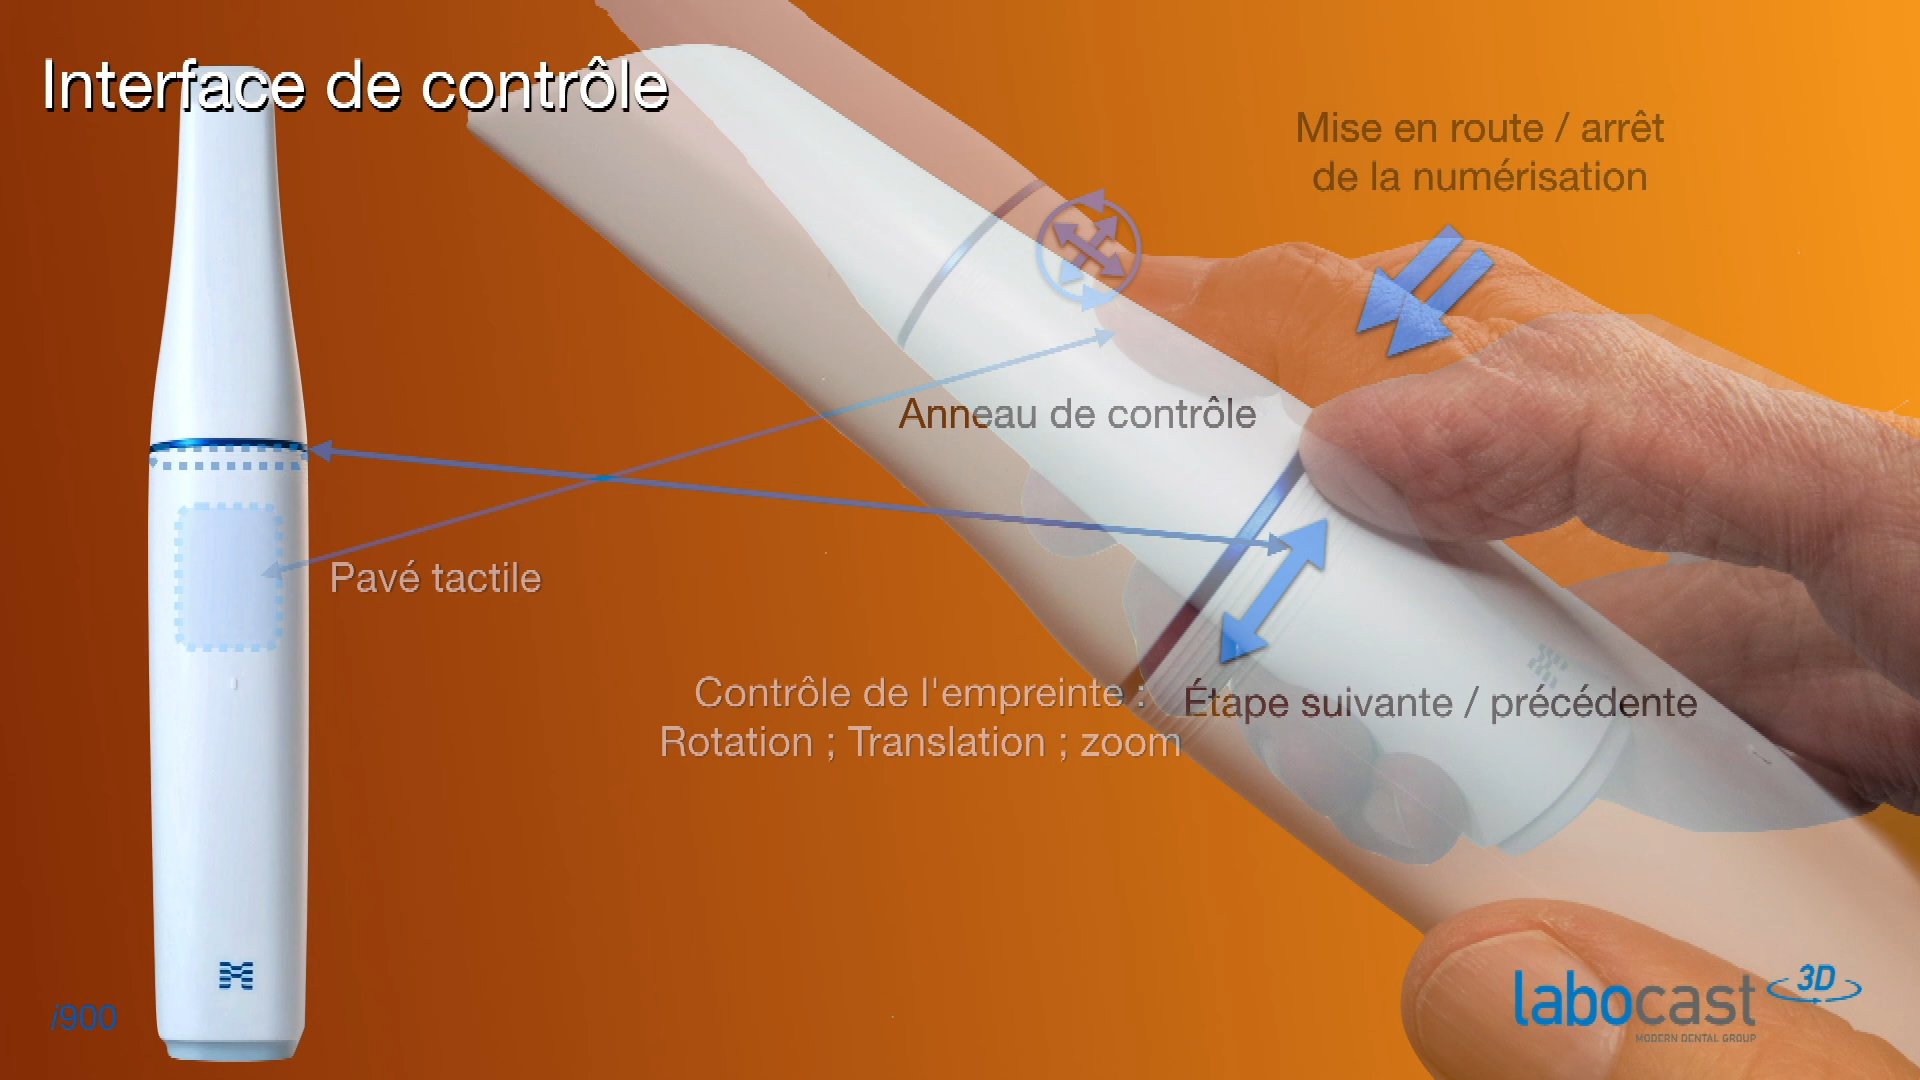 Interface de contrôle
Mise en route / arrêt
de la numérisation
Anneau de contrôle
Pavé tactile
Contrôle de l'empreinte :
Rotation ; Translation ; zoom
Étape suivante / précédente
i900
labocast 3D
MODERN DENTAL GROUP